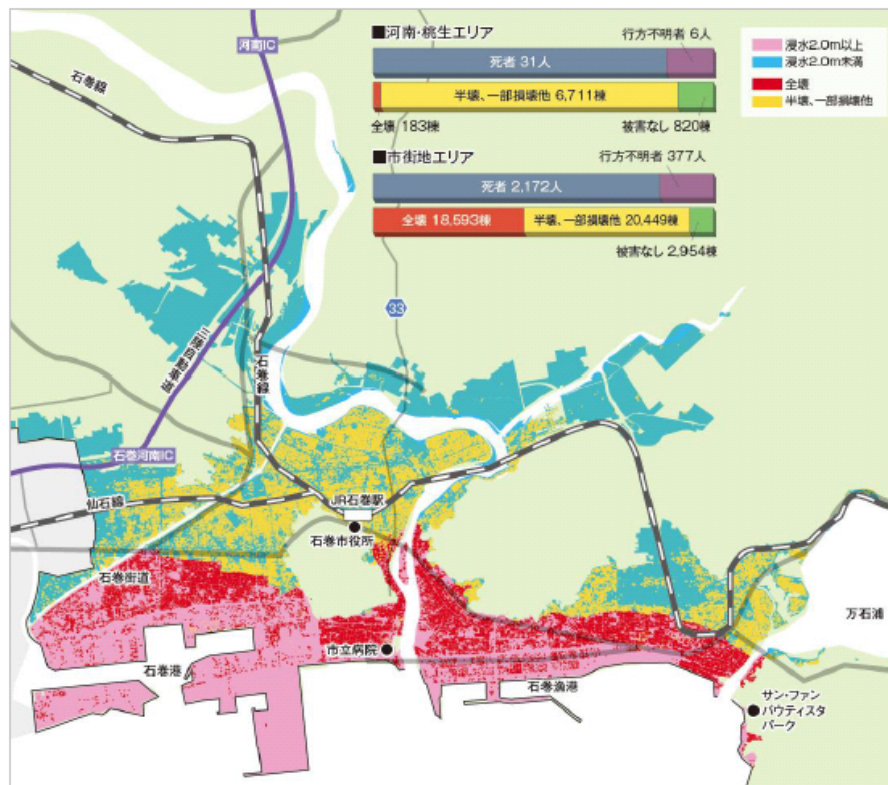 ■河南・桃生エリア
行方不明者 6人
死者 31人
半壊、一部損壊他 6,711棟
全壊 183棟
被害なし 820棟
■市街地エリア
行方不明者 377人
死者 2,172人
全壊 18,593棟
半壊、一部損壊他 20,449棟
被害なし 2,954棟
浸水2.0m以上
浸水2.0m未満
全壊
半壊、一部損壊他
河南IC
石巻線
33
三陸自動車道
石巻線
石巻河南IC
仙石線
JR石巻駅
石巻市役所
石巻街道
万石浦
市立病院
石巻港
石巻漁港
サン・ファン
バウティスタ
パーク